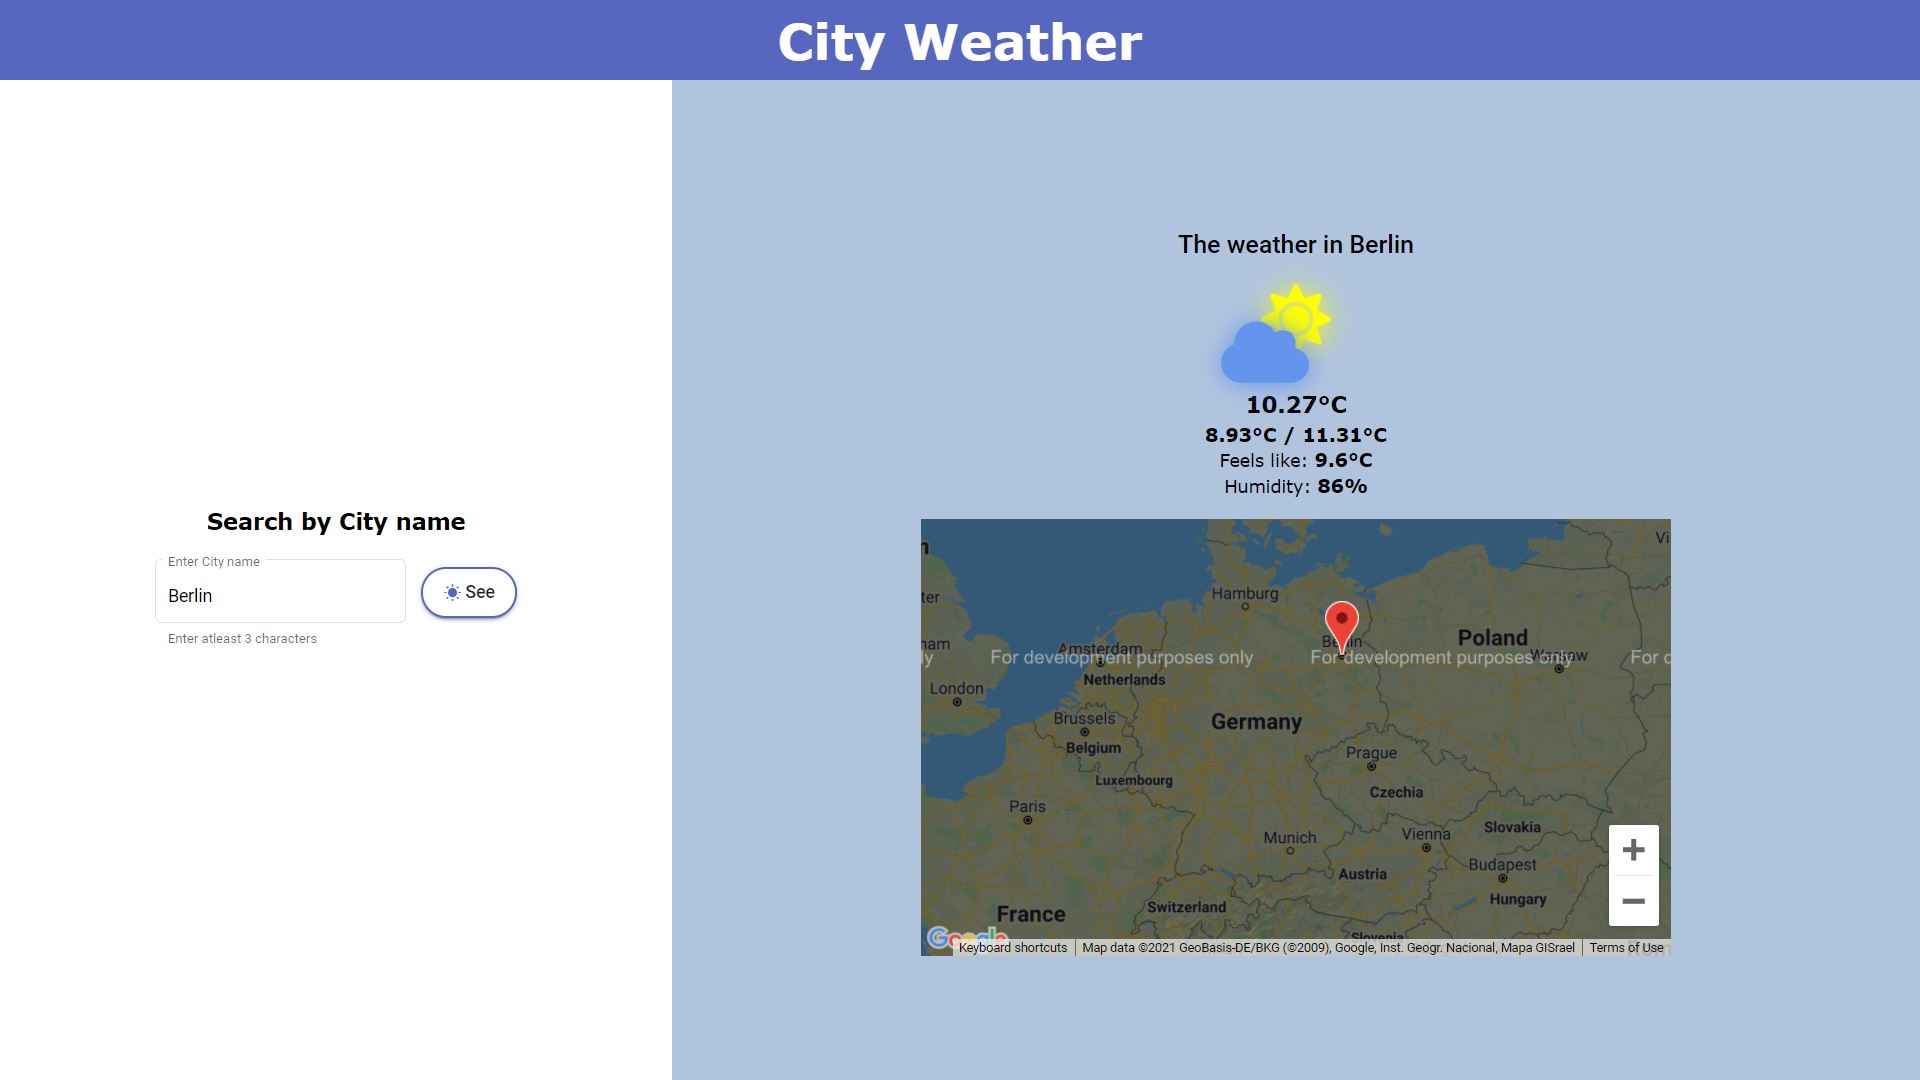 City Weather
Search by City name
Enter City name
Berlin
See
Enter atleast 3 characters
The weather in Berlin
10.27°C
8.93°C / 11.31°C
Feels like: 9.6°C
Humidity: 86%
Hamburg
Berlin
Poland
Amsterdam
Warsaw
For development purposes only
For development purposes only
Netherlands
London
Brussels
Germany
Belgium
Prague
Luxembourg
Czechia
Paris
Slovakia
Munich
Vienna
Budapest
Austria
Hungary
Switzerland
France
Slovenia
Google
Keyboard shortcuts
Map data ©2021 GeoBasis-DE/BKG (©2009), Google, Inst. Geogr. Nacional, Mapa GISrael
Terms of Use